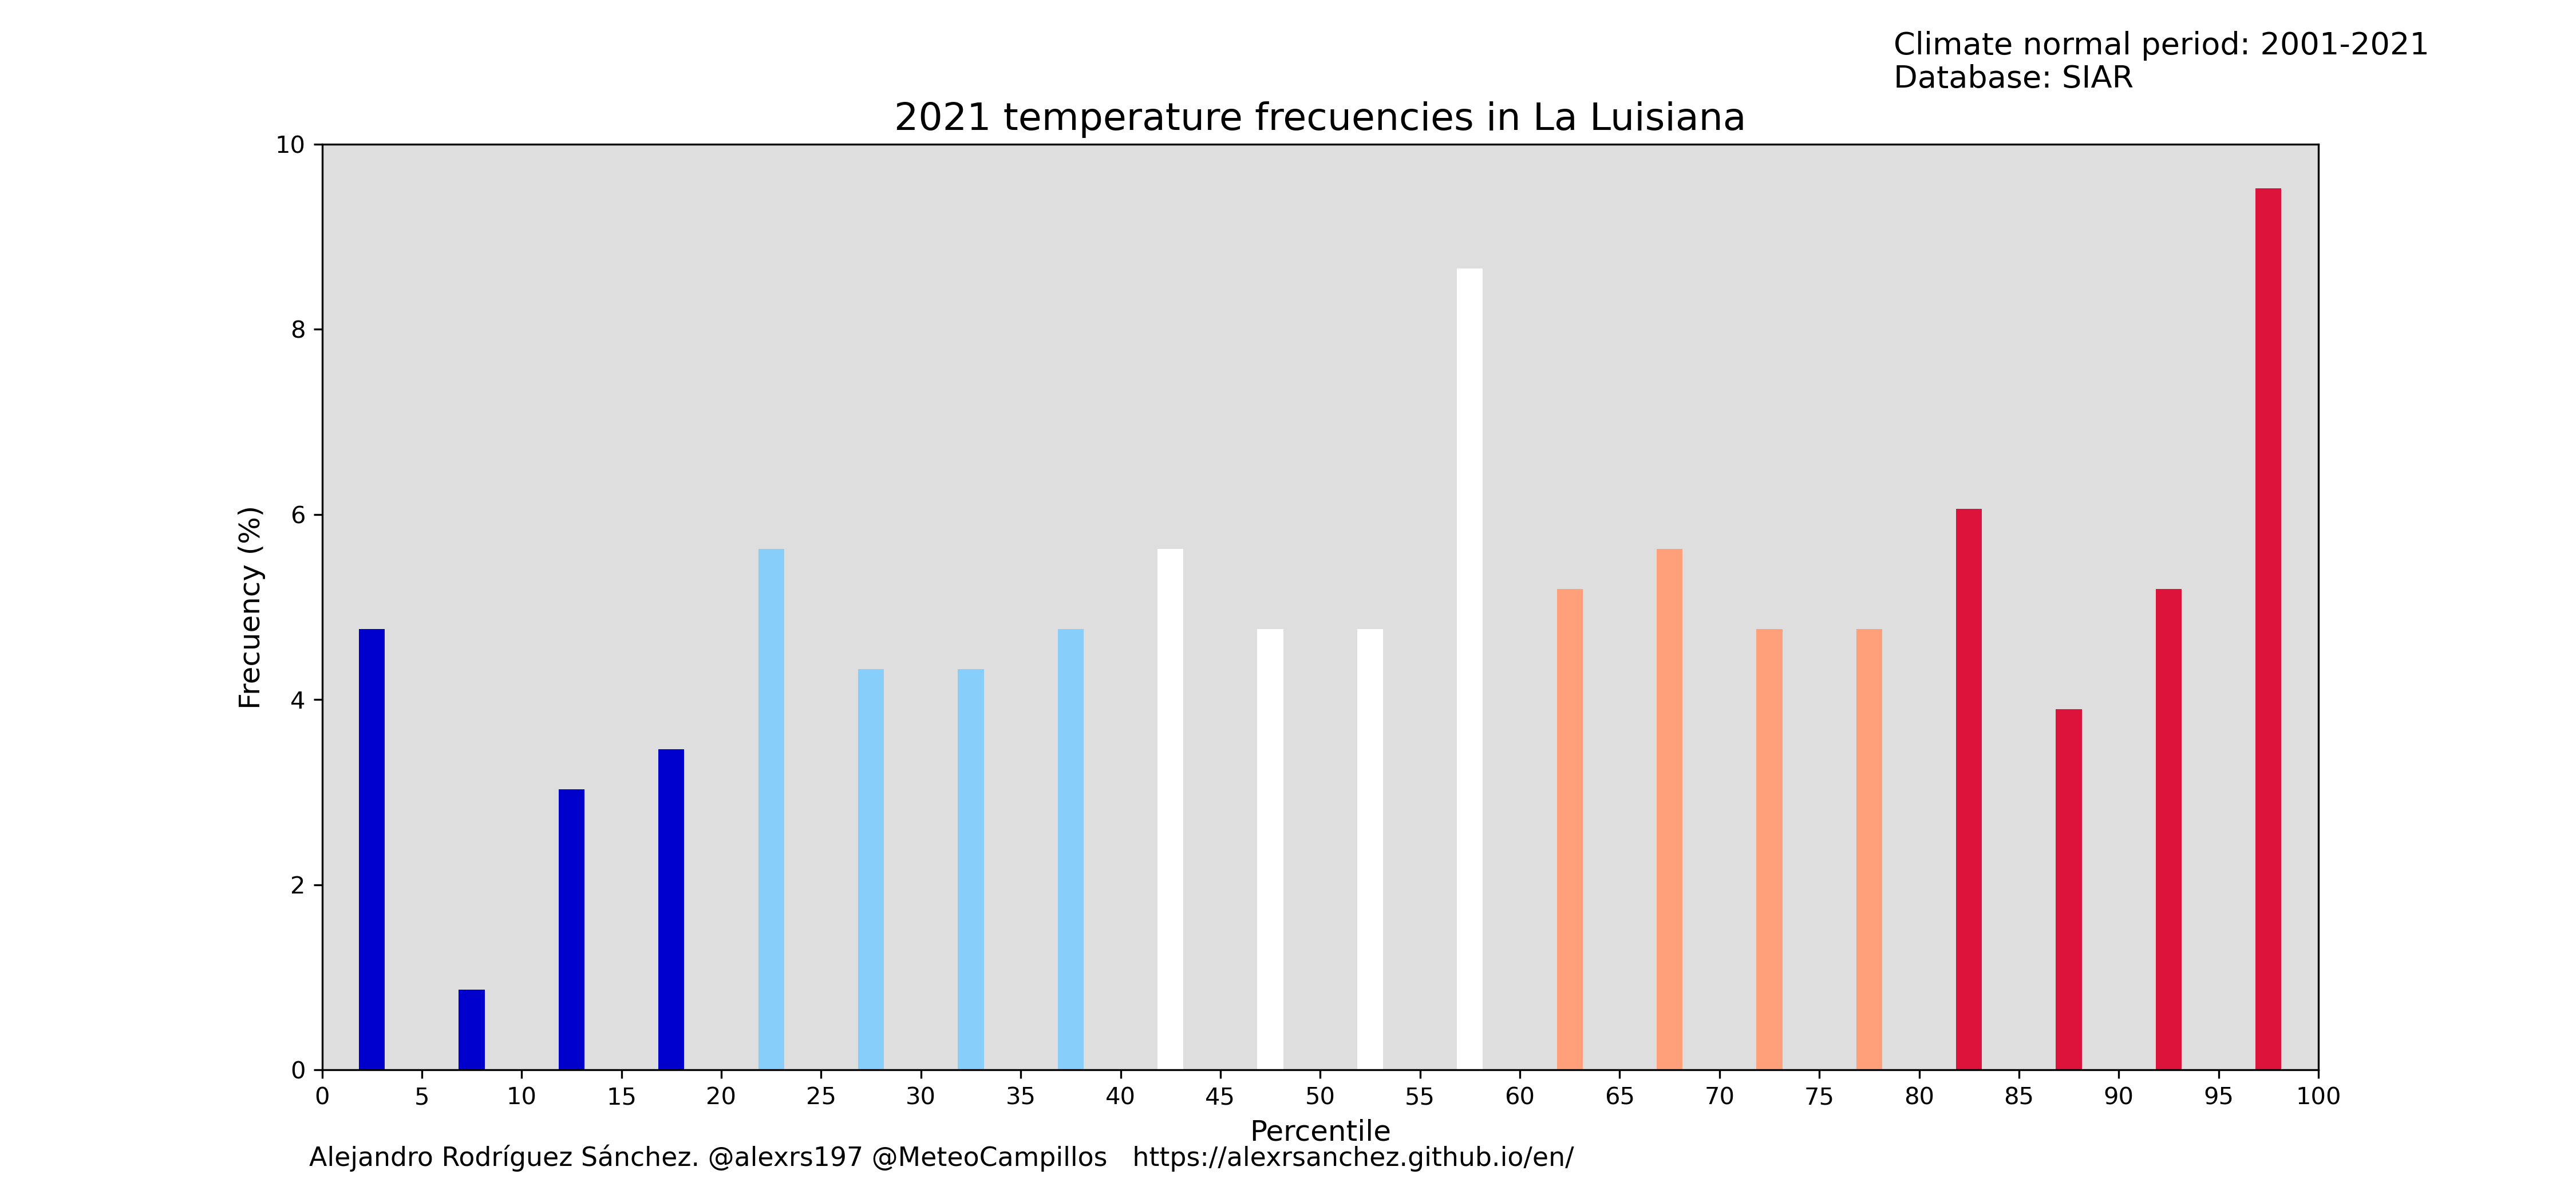 Climate normal period: 2001-2021
Database: SIAR
2021 temperature frecuencies in La Luisiana
10
8
6
4
2
0
Frecuency (%)
0 5 10 15 20 25 30 35 40 45 50 55 60 65 70 75 80 85 90 95 100
Percentile
Alejandro Rodríguez Sánchez. @alexrs197 @MeteoCampillos https://alexrsanchez.github.io/en/